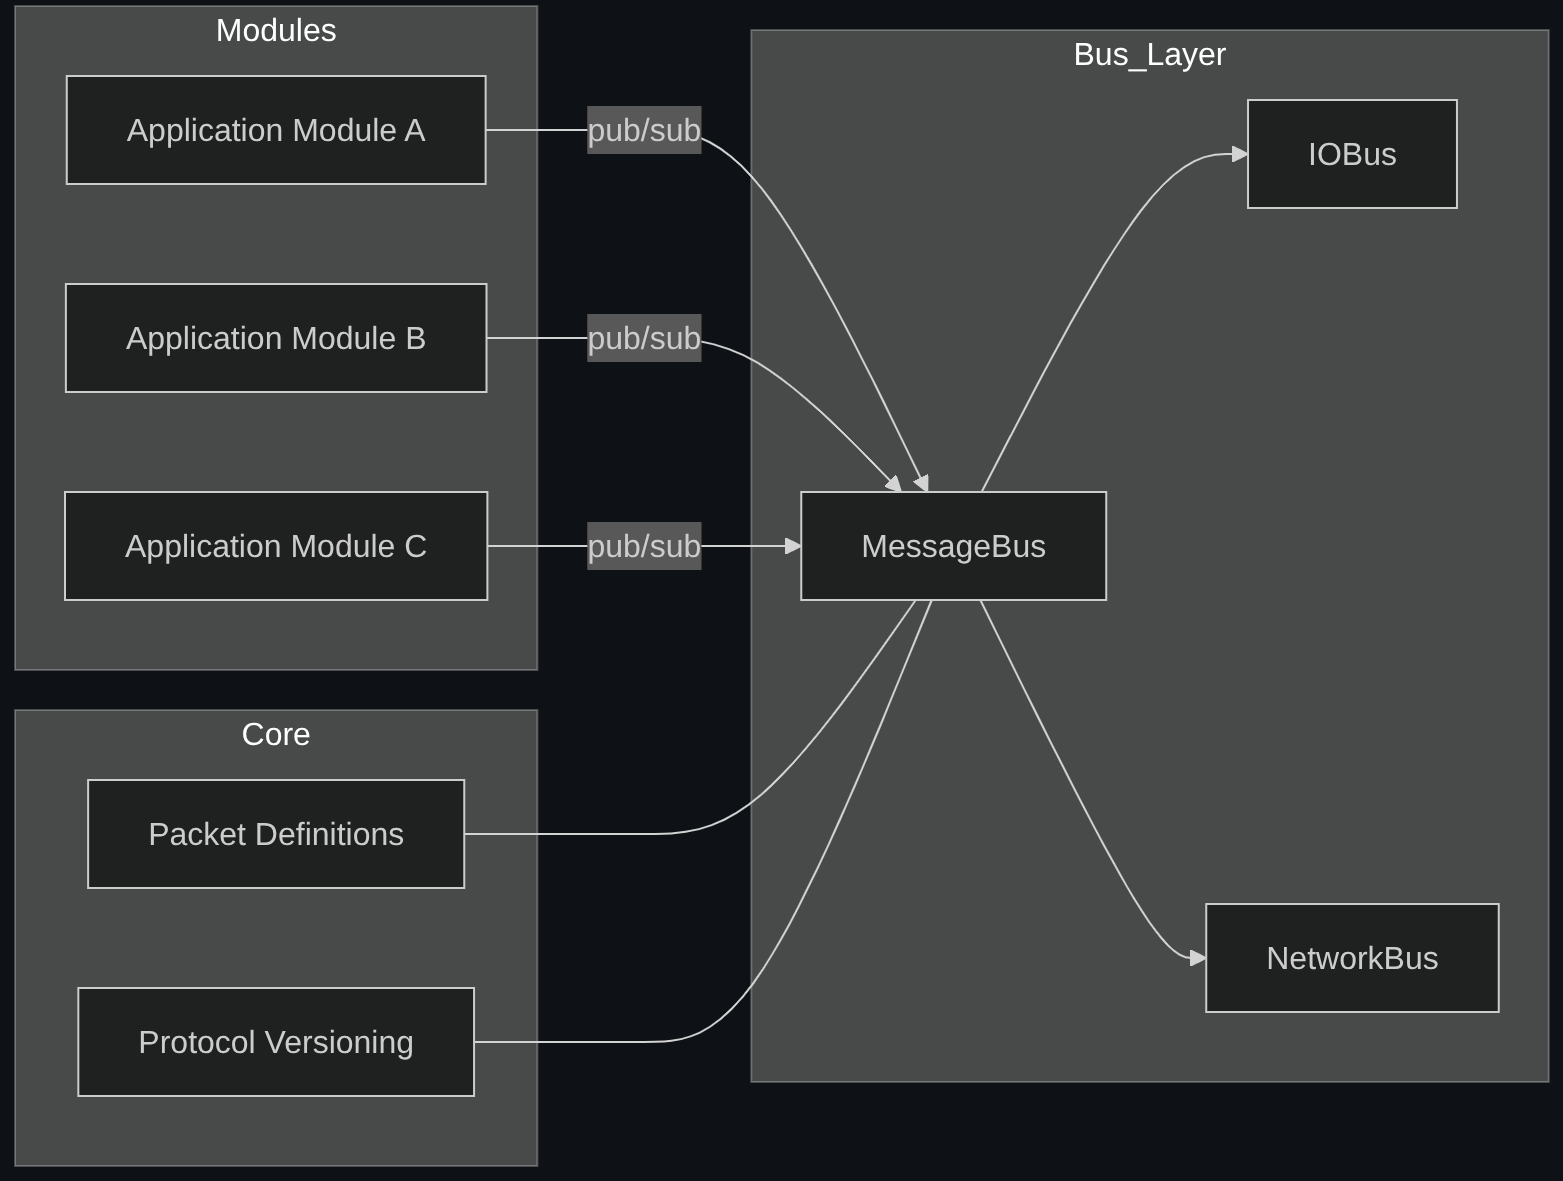 Modules
Application Module A
pub/sub
Application Module B
pub/sub
Application Module C
pub/sub
Core
Packet Definitions
Protocol Versioning
Bus_Layer
IOBus
MessageBus
NetworkBus